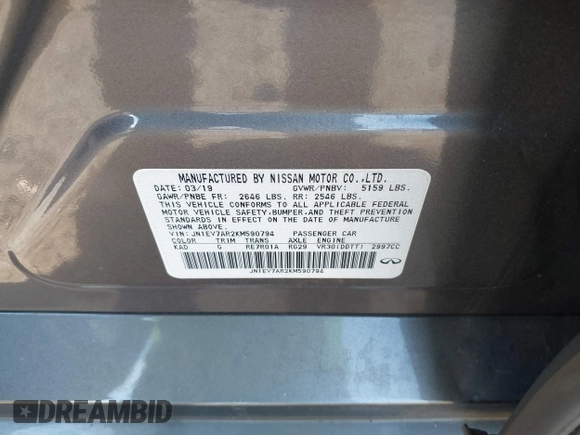 MANUFACTURED BY NISSAN MOTOR CO.,LTD.
DATE: 03/19 GVWR/PNBV: 5159 LBS.
GAWR/PNBE FR: 2646 LBS. RR: 2546 LBS.
THIS VEHICLE CONFORMS TO ALL APPLICABLE FEDERAL
MOTOR VEHICLE SAFETY,BUMPER,AND THEFT PREVENTION
STANDARDS IN EFFECT ON THE DATE OF MANUFACTURE
SHOWN ABOVE.
VIN: JN1EV7AR2KM590794 PASSENGER CAR
COLOR TRIM TRANS AXLE ENGINE
KAD G RE7R01A RG29 VR30(DDTT) 2997CC
JN1EV7AR2KM590794
DREAMBID